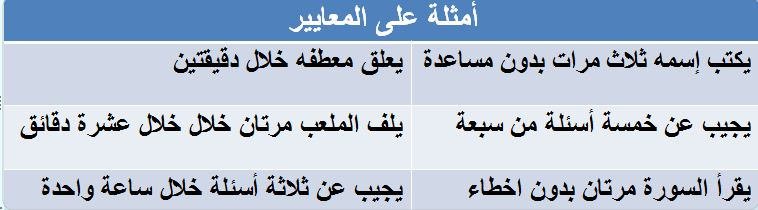 أمثلة على المعايير
يكتب إسمه ثلاث مرات بدون مساعدة
يعلق معطفه خلال دقيقتين
يجيب عن خمسة أسئلة من سبعة
يلف الملعب مرتان خلال خلال عشرة دقائق
يقرأ السورة مرتان بدون اخطاء
يجيب عن ثلاثة أسئلة خلال ساعة واحدة